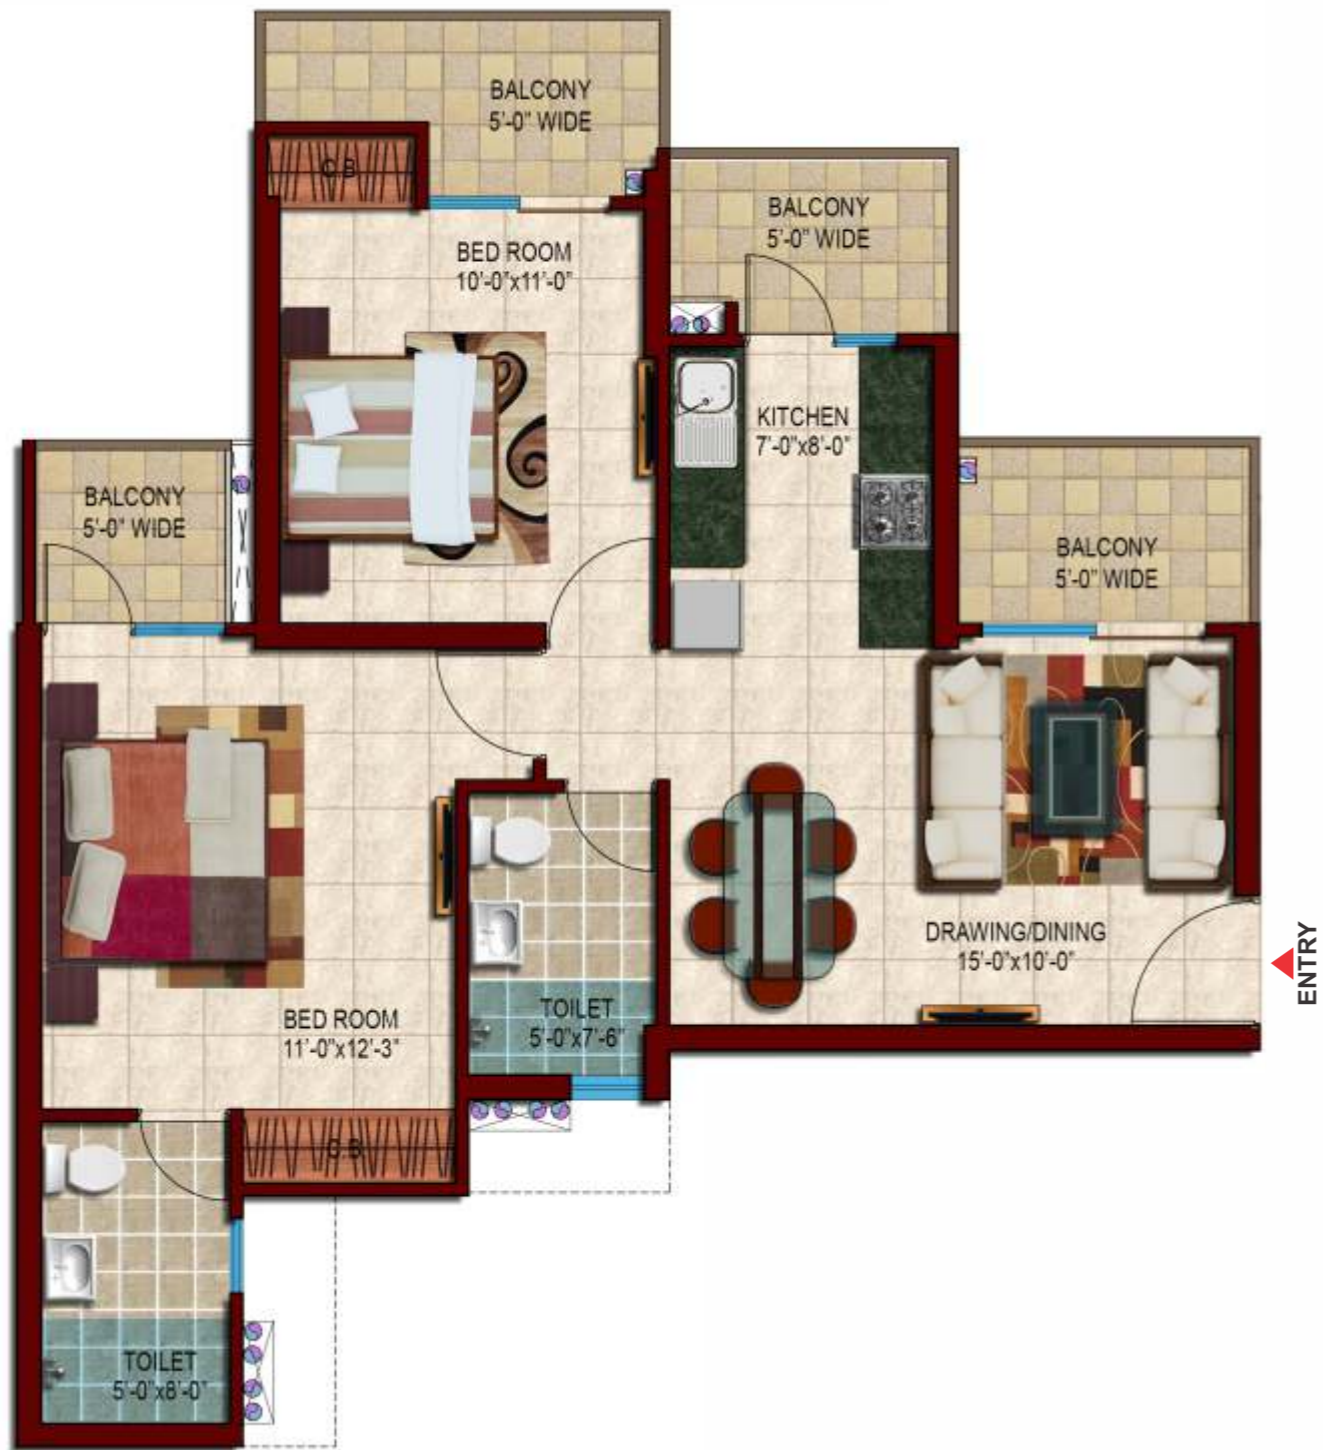 BALCONY
5'-0" WIDE
C.B
BED ROOM
10'-0"x11'-0"
BALCONY
5'-0" WIDE
KITCHEN
7'-0"x8'-0"
BALCONY
5'-0" WIDE
BALCONY
5'-0" WIDE
DRAWING/DINING
15'-0"x10'-0"
ENTRY
BED ROOM
11'-0"x12'-3"
TOILET
5'-0"x7'-6"
C.B.
TOILET
5'-0"x8'-0"